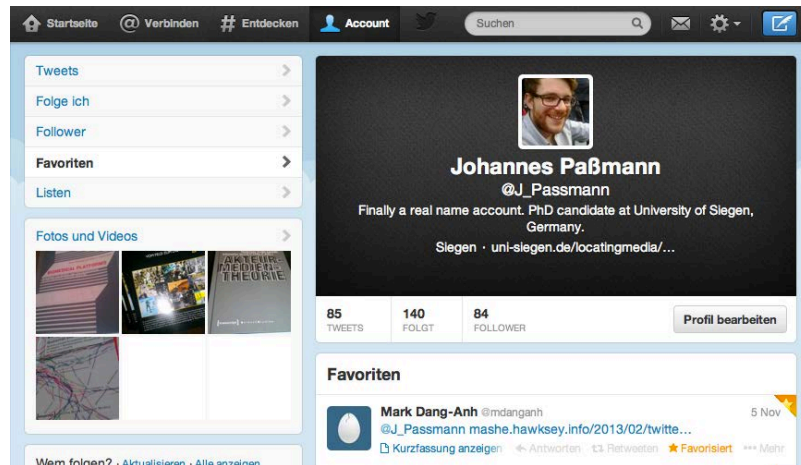 Startseite @ Verbinden # Entdecken Account Suchen
Tweets
Folge ich
Follower
Favoriten
Listen
Fotos und Videos
AKTEUR-
MEDIEN-
THEORIE
Wem folgen? · Aktualisieren · Alle anzeigen
Johannes Paßmann
@J_Passmann
Finally a real name account. PhD candidate at University of Siegen,
Germany.
Siegen · uni-siegen.de/locatingmedia/...
85 140 84
TWEETS FOLGT FOLLOWER
Profil bearbeiten
Favoriten
Mark Dang-Anh @mdanganh 5 Nov
@J_Passmann mashe.hawksey.info/2013/02/twitte...
Kurzfassung anzeigen Antworten Retweeten Favorisiert Mehr